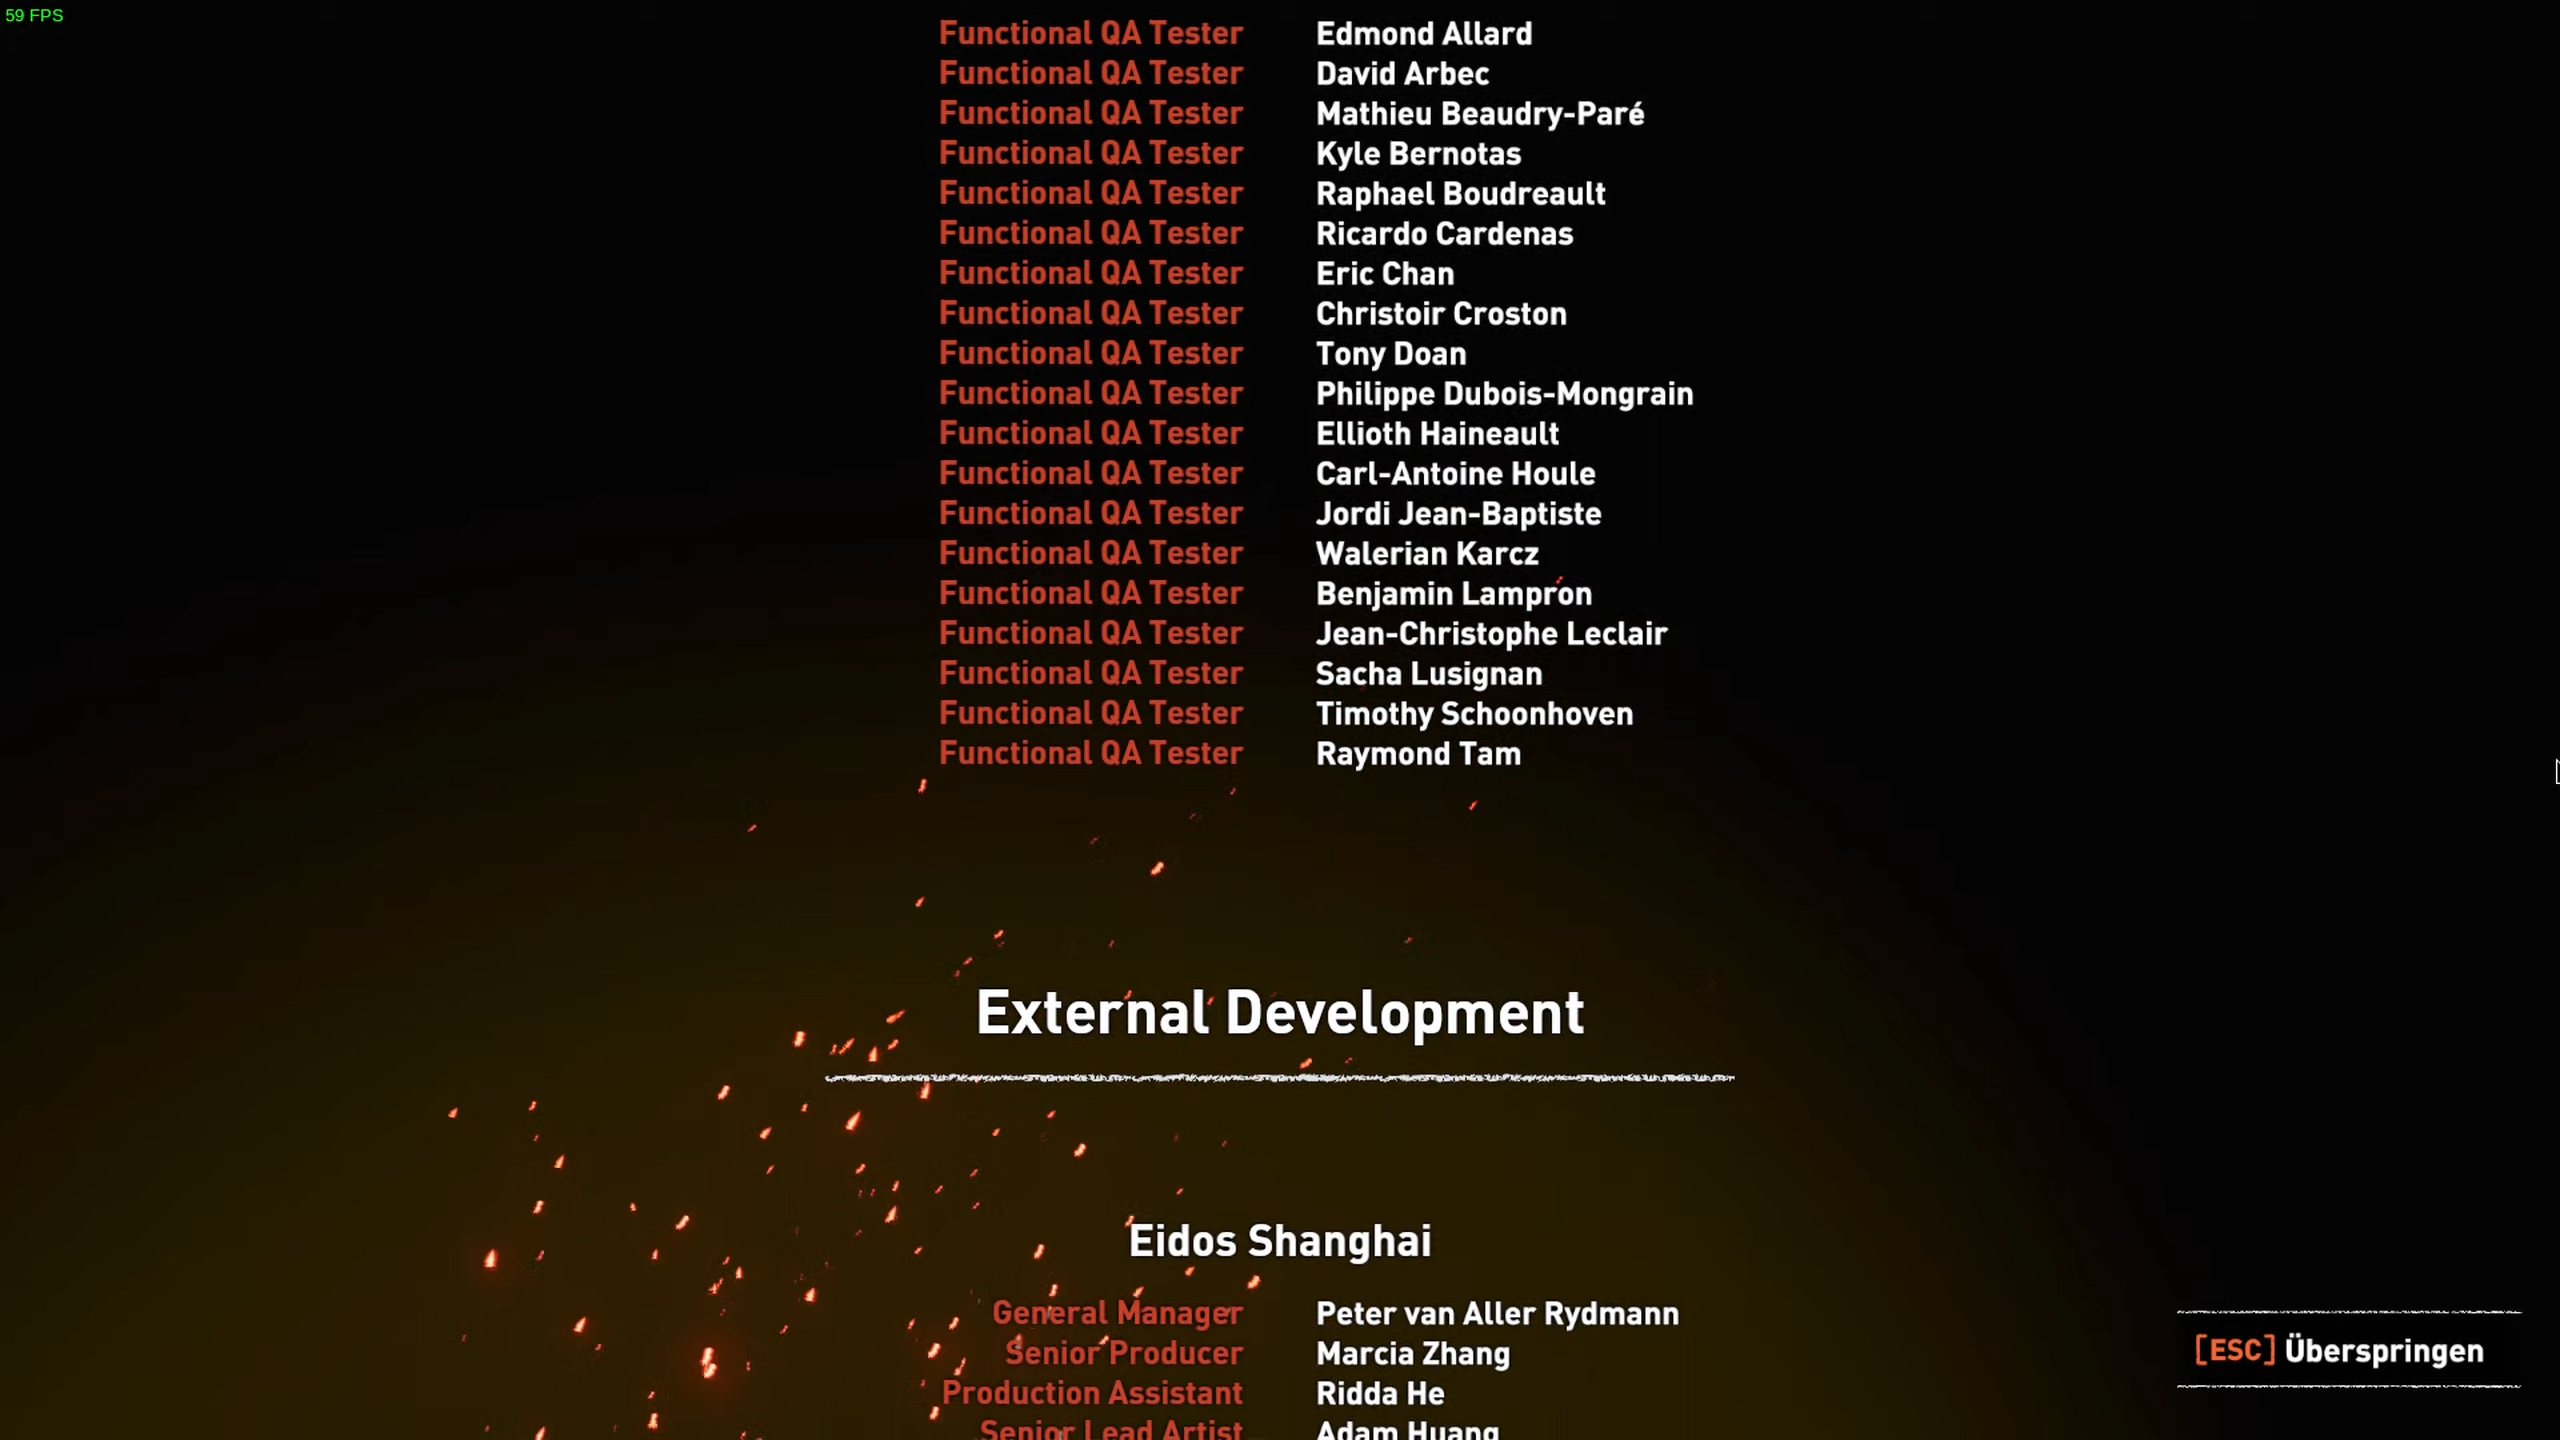 59 FPS
Functional QA Tester Edmond Allard
Functional QA Tester David Arbec
Functional QA Tester Mathieu Beaudry-Paré
Functional QA Tester Kyle Bernotas
Functional QA Tester Raphael Boudreault
Functional QA Tester Ricardo Cardenas
Functional QA Tester Eric Chan
Functional QA Tester Christoir Croston
Functional QA Tester Tony Doan
Functional QA Tester Philippe Dubois-Mongrain
Functional QA Tester Ellioth Haineault
Functional QA Tester Carl-Antoine Houle
Functional QA Tester Jordi Jean-Baptiste
Functional QA Tester Walerian Karcz
Functional QA Tester Benjamin Lampron
Functional QA Tester Jean-Christophe Leclair
Functional QA Tester Sacha Lusignan
Functional QA Tester Timothy Schoonhoven
Functional QA Tester Raymond Tam
External Development
Eidos Shanghai
General Manager Peter van Aller Rydmann
Senior Producer Marcia Zhang
Production Assistant Ridda He
Senior Lead Artist Adam Huang
[ESC] Überspringen